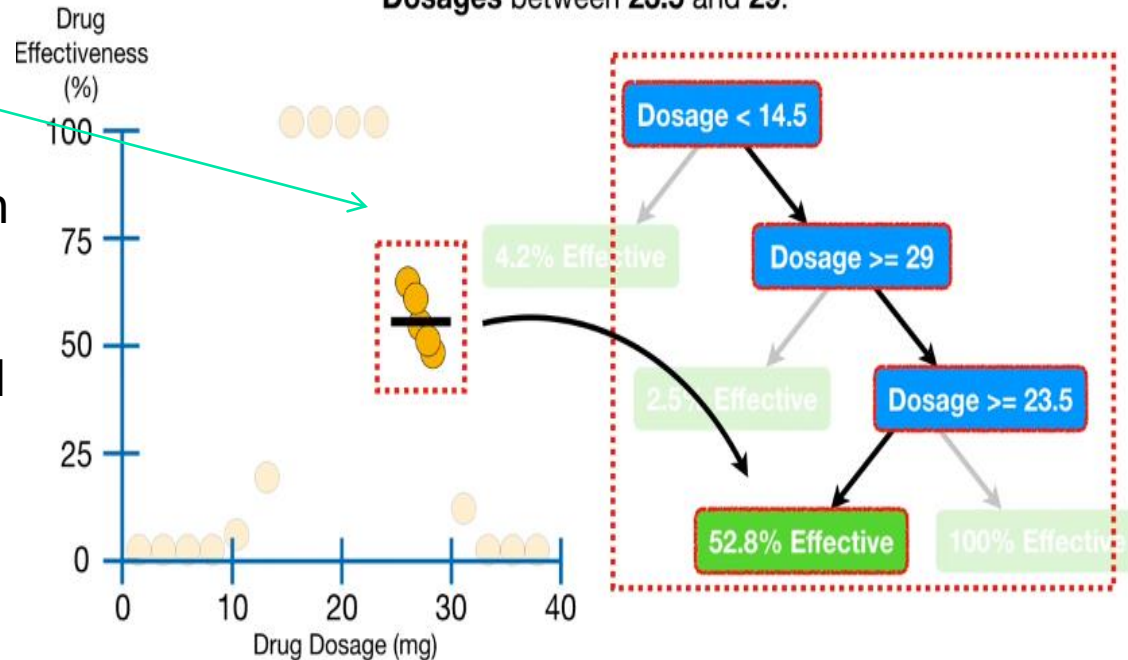 Dosages between 23.5 and 29.
Drug
Effectiveness
(%)
100
75
50
25
0
0 10 20 30 40
Drug Dosage (mg)
Dosage < 14.5
4.2% Effective
Dosage >= 29
2.5% Effective
Dosage >= 23.5
52.8% Effective
100% Effective